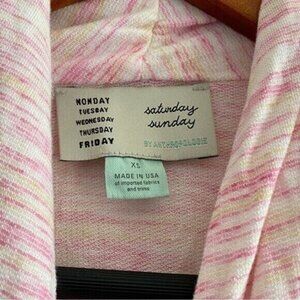 MONDAY
TUESDAY
WEDNESDAY
THURSDAY
FRIDAY
saturday
sunday
BY ANTHROPOLOGIE
XS
MADE IN USA
of imported fabrics
and trims